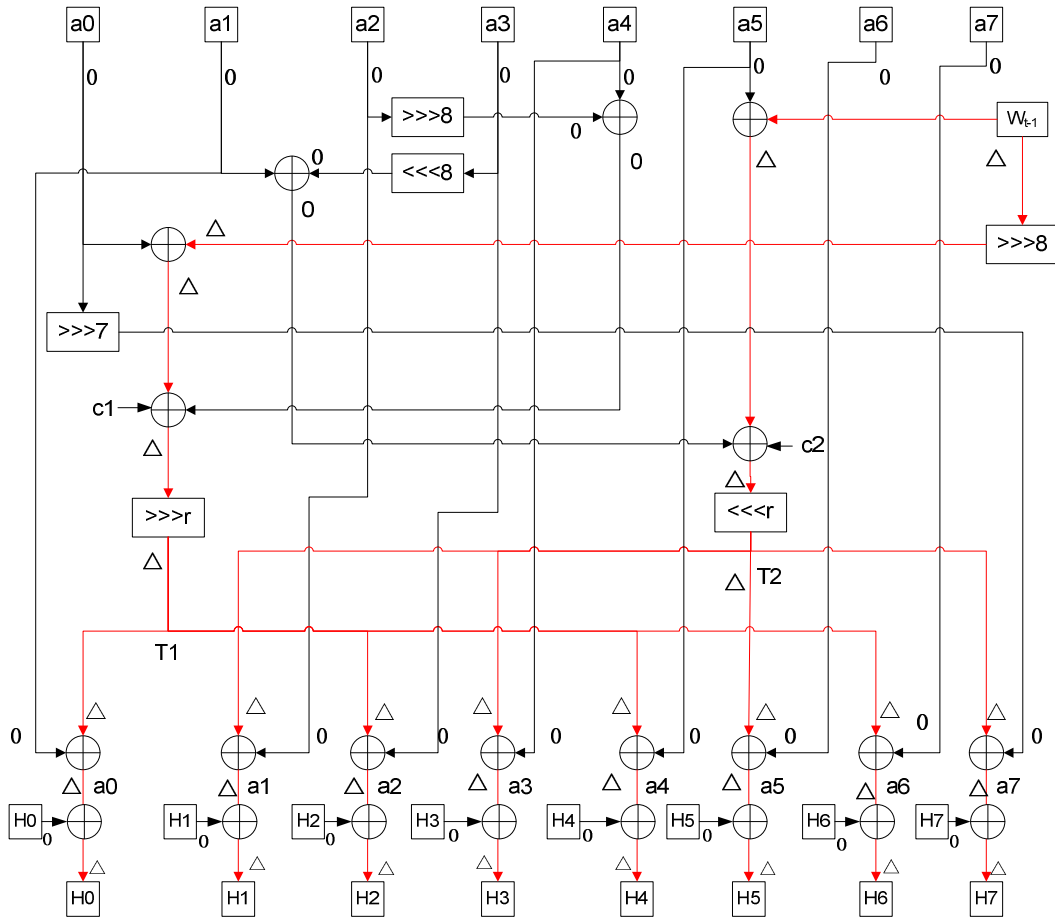 a0 a1 a2 a3 a4 a5 a6 a7
0 0 0 0 0 0 0 0
>>>8 0 W_{t-1}
△ △
0 <<<8 0
0
△ >>>8
△
>>>7
c1
△ c2
△
>>>r <<<r
△ △ T2
T1
△ △ △ △ △ △ △ △
0 0 0 0 0 0 0 0
△ a0 △ a1 △ a2 △ a3 △ a4 △ a5 △ a6 △ a7
H0 H1 H2 H3 H4 H5 H6 H7
0 0 0 0 0 0 0 0
△ △ △ △ △ △ △ △
H0 H1 H2 H3 H4 H5 H6 H7